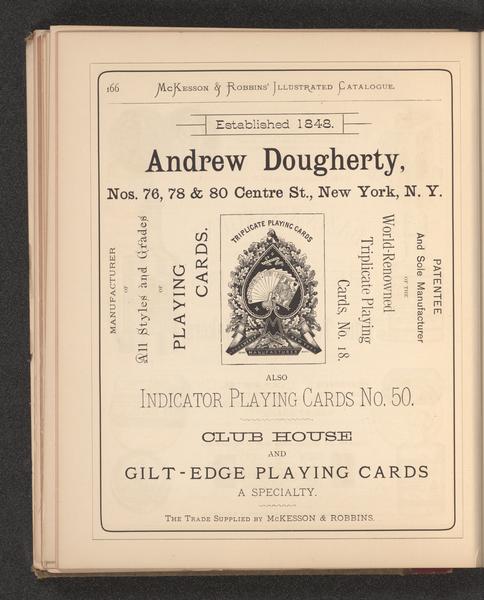 166
McKesson & Robbins' Illustrated Catalogue.
Established 1848.
Andrew Dougherty,
Nos. 76, 78 & 80 Centre St., New York, N. Y.
MANUFACTURER
OF
All Styles and Grades
OF
PLAYING
CARDS.
TRIPLICATE PLAYING CARDS
MANUFACTURER
PATENTEE
And Sole Manufacturer
OF THE
World-Renowned
Triplicate Playing
Cards, No. 18.
ALSO
INDICATOR PLAYING CARDS NO. 50.
CLUB HOUSE
AND
GILT-EDGE PLAYING CARDS
A SPECIALTY.
THE TRADE SUPPLIED BY MCKESSON & ROBBINS.